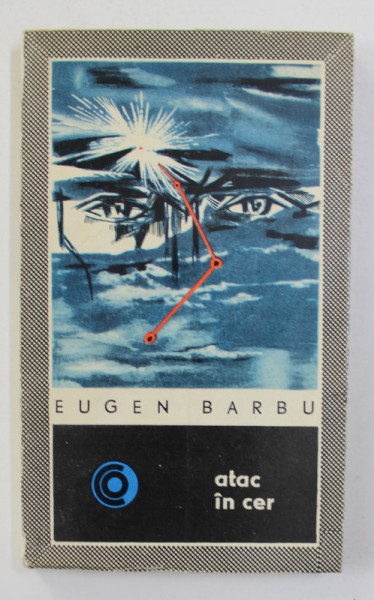 EUGEN BARBU
atac
în cer